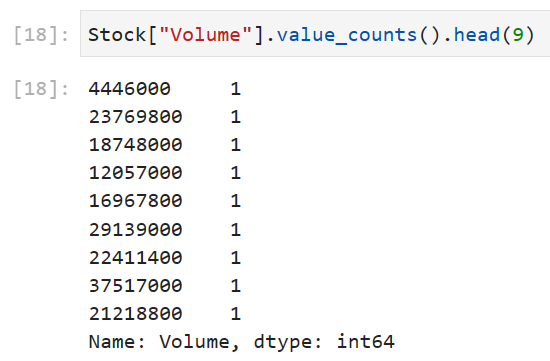 [18]: Stock["Volume"].value_counts().head(9)
[18]: 4446000 1
23769800 1
18748000 1
12057000 1
16967800 1
29139000 1
22411400 1
37517000 1
21218800 1
Name: Volume, dtype: int64